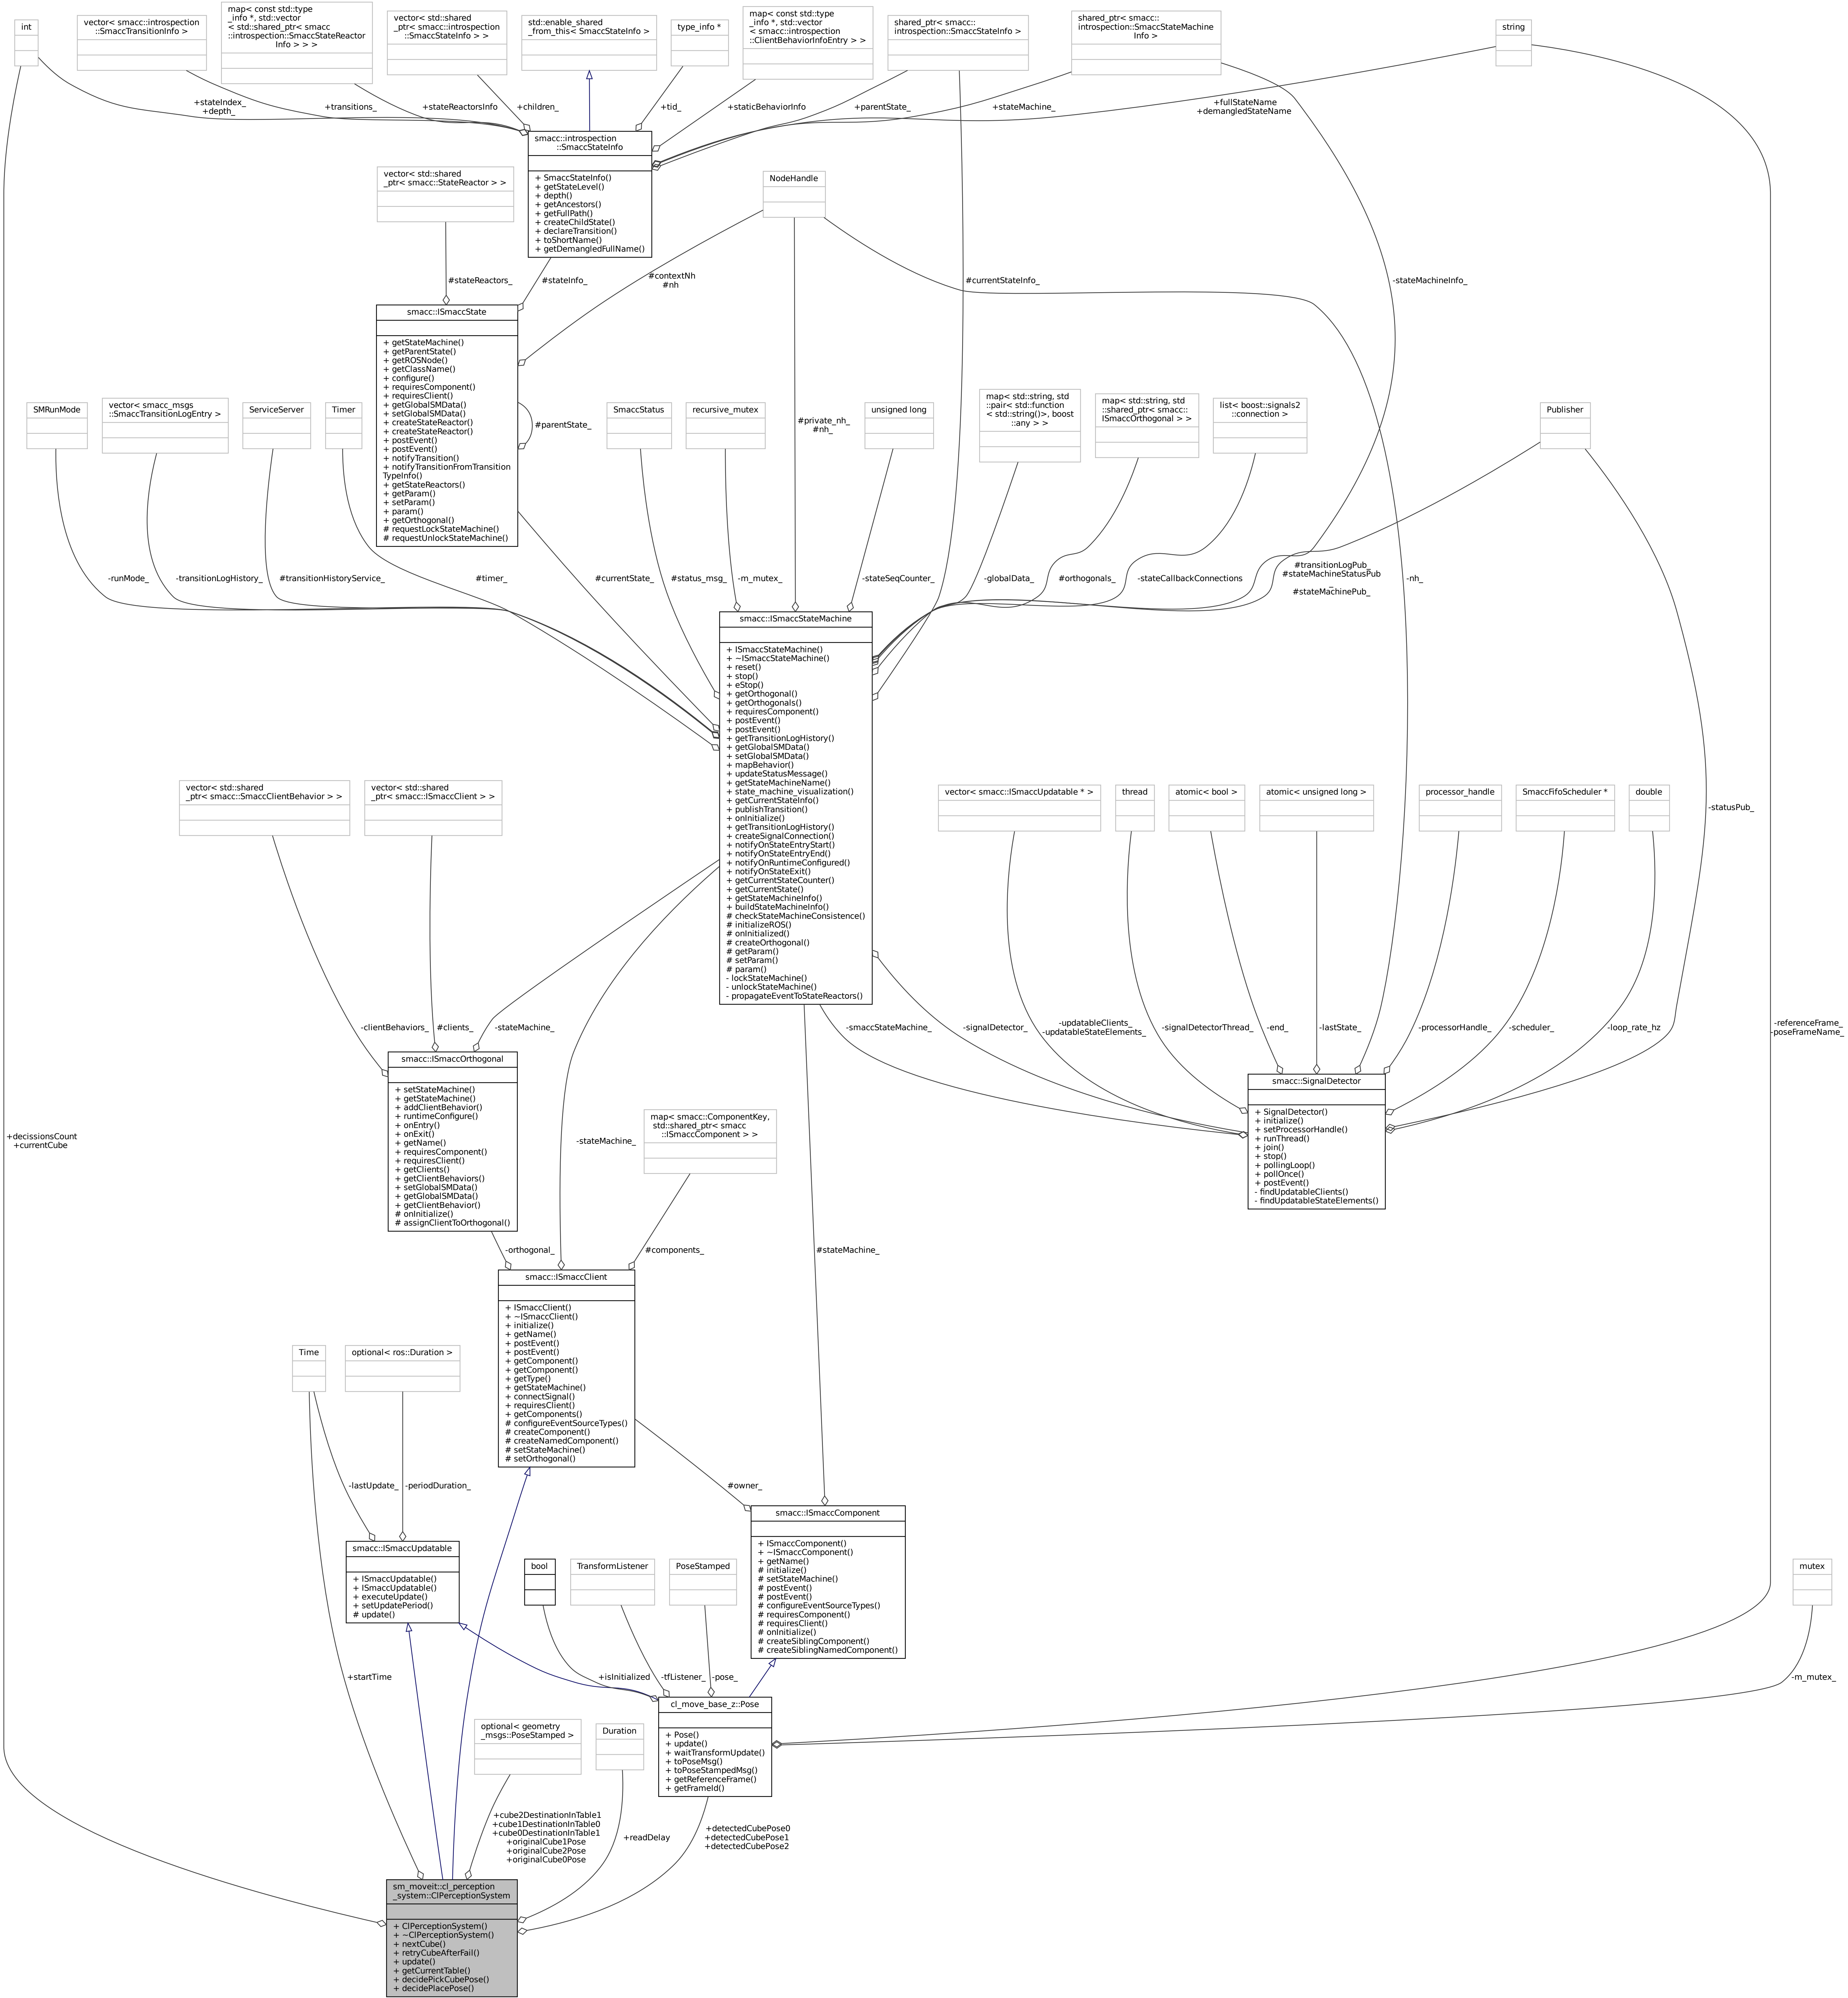 int
vector< smacc::introspection
::SmaccTransitionInfo >
map< const std::type
_info *, std::vector
< std::shared_ptr< smacc
::introspection::SmaccStateReactor
Info > > >
vector< std::shared
_ptr< smacc::introspection
::SmaccStateInfo > >
std::enable_shared
_from_this< SmaccStateInfo >
type_info *
map< const std::type
_info *, std::vector
< smacc::introspection
::ClientBehaviorInfoEntry > >
shared_ptr< smacc::
introspection::SmaccStateInfo >
shared_ptr< smacc::
introspection::SmaccStateMachine
Info >
string
+stateIndex_
+depth_
+transitions_
+stateReactorsInfo
+children_
+tid_
+staticBehaviorInfo
+parentState_
+stateMachine_
+fullStateName
+demangledStateName
smacc::introspection
::SmaccStateInfo
+ SmaccStateInfo()
+ getStateLevel()
+ depth()
+ getAncestors()
+ getFullPath()
+ createChildState()
+ declareTransition()
+ toShortName()
+ getDemangledFullName()
vector< std::shared
_ptr< smacc::StateReactor > >
NodeHandle
#stateReactors_
#stateInfo_
#contextNh
#nh
#currentStateInfo_
-stateMachineInfo_
smacc::ISmaccState
+ getStateMachine()
+ getParentState()
+ getROSNode()
+ getClassName()
+ configure()
+ requiresComponent()
+ requiresClient()
+ getGlobalSMData()
+ setGlobalSMData()
+ createStateReactor()
+ createStateReactor()
+ postEvent()
+ postEvent()
+ notifyTransition()
+ notifyTransitionFromTransition
TypeInfo()
+ getStateReactors()
+ getParam()
+ setParam()
+ param()
+ getOrthogonal()
# requestLockStateMachine()
# requestUnlockStateMachine()
#parentState_
SMRunMode
vector< smacc_msgs
::SmaccTransitionLogEntry >
ServiceServer
Timer
SmaccStatus
recursive_mutex
#private_nh_
#nh_
unsigned long
map< std::string, std
::pair< std::function
< std::string()>, boost
::any > >
map< std::string, std
::shared_ptr< smacc::
ISmaccOrthogonal > >
list< boost::signals2
::connection >
Publisher
-runMode_
-transitionLogHistory_
#transitionHistoryService_
#timer_
#currentState_
#status_msg_
-m_mutex_
-stateSeqCounter_
-globalData_
#orthogonals_
-stateCallbackConnections
#transitionLogPub_
#stateMachineStatusPub
_
#stateMachinePub_
-nh_
smacc::ISmaccStateMachine
+ ISmaccStateMachine()
+ ~ISmaccStateMachine()
+ reset()
+ stop()
+ eStop()
+ getOrthogonal()
+ getOrthogonals()
+ requiresComponent()
+ postEvent()
+ postEvent()
+ getTransitionLogHistory()
+ getGlobalSMData()
+ setGlobalSMData()
+ mapBehavior()
+ updateStatusMessage()
+ getStateMachineName()
+ state_machine_visualization()
+ getCurrentStateInfo()
+ publishTransition()
+ onInitialize()
+ getTransitionLogHistory()
+ createSignalConnection()
+ notifyOnStateEntryStart()
+ notifyOnStateEntryEnd()
+ notifyOnRuntimeConfigured()
+ notifyOnStateExit()
+ getCurrentStateCounter()
+ getCurrentState()
+ getStateMachineInfo()
+ buildStateMachineInfo()
# checkStateMachineConsistence()
# initializeROS()
# onInitialized()
# createOrthogonal()
# getParam()
# setParam()
# param()
- lockStateMachine()
- unlockStateMachine()
- propagateEventToStateReactors()
vector< std::shared
_ptr< smacc::SmaccClientBehavior > >
vector< std::shared
_ptr< smacc::ISmaccClient > >
vector< smacc::ISmaccUpdatable * >
thread
atomic< bool >
atomic< unsigned long >
processor_handle
SmaccFifoScheduler *
double
-statusPub_
-clientBehaviors_
#clients_
-stateMachine_
-smaccStateMachine_
-signalDetector_
-updatableClients_
-updatableStateElements_
-signalDetectorThread_
-end_
-lastState_
-processorHandle_
-scheduler_
-loop_rate_hz
-referenceFrame_
-poseFrameName_
smacc::ISmaccOrthogonal
+ setStateMachine()
+ getStateMachine()
+ addClientBehavior()
+ runtimeConfigure()
+ onEntry()
+ onExit()
+ getName()
+ requiresComponent()
+ requiresClient()
+ getClients()
+ getClientBehaviors()
+ setGlobalSMData()
+ getGlobalSMData()
+ getClientBehavior()
# onInitialize()
# assignClientToOrthogonal()
smacc::SignalDetector
+ SignalDetector()
+ initialize()
+ setProcessorHandle()
+ runThread()
+ join()
+ stop()
+ pollingLoop()
+ pollOnce()
+ postEvent()
- findUpdatableClients()
- findUpdatableStateElements()
+decissionsCount
+currentCube
-stateMachine_
map< smacc::ComponentKey,
std::shared_ptr< smacc
::ISmaccComponent > >
-orthogonal_
#components_
#stateMachine_
smacc::ISmaccClient
+ ISmaccClient()
+ ~ISmaccClient()
+ initialize()
+ getName()
+ postEvent()
+ postEvent()
+ getComponent()
+ getComponent()
+ getType()
+ getStateMachine()
+ connectSignal()
+ requiresClient()
+ getComponents()
# configureEventSourceTypes()
# createComponent()
# createNamedComponent()
# setStateMachine()
# setOrthogonal()
Time
optional< ros::Duration >
-lastUpdate_
-periodDuration_
#owner_
smacc::ISmaccComponent
+ ISmaccComponent()
+ ~ISmaccComponent()
+ getName()
# initialize()
# setStateMachine()
# postEvent()
# postEvent()
# configureEventSourceTypes()
# requiresComponent()
# requiresClient()
# onInitialize()
# createSiblingComponent()
# createSiblingNamedComponent()
smacc::ISmaccUpdatable
+ ISmaccUpdatable()
+ ISmaccUpdatable()
+ executeUpdate()
+ setUpdatePeriod()
# update()
bool
TransformListener
PoseStamped
mutex
+startTime
+isInitialized
-tfListener_
-pose_
-m_mutex_
cl_move_base_z::Pose
+ Pose()
+ update()
+ waitTransformUpdate()
+ toPoseMsg()
+ toPoseStampedMsg()
+ getReferenceFrame()
+ getFrameId()
optional< geometry
_msgs::PoseStamped >
Duration
+cube2DestinationInTable1
+cube1DestinationInTable0
+cube0DestinationInTable1
+originalCube1Pose
+originalCube2Pose
+originalCube0Pose
+readDelay
+detectedCubePose0
+detectedCubePose1
+detectedCubePose2
sm_moveit::cl_perception
_system::ClPerceptionSystem
+ ClPerceptionSystem()
+ ~ClPerceptionSystem()
+ nextCube()
+ retryCubeAfterFail()
+ update()
+ getCurrentTable()
+ decidePickCubePose()
+ decidePlacePose()